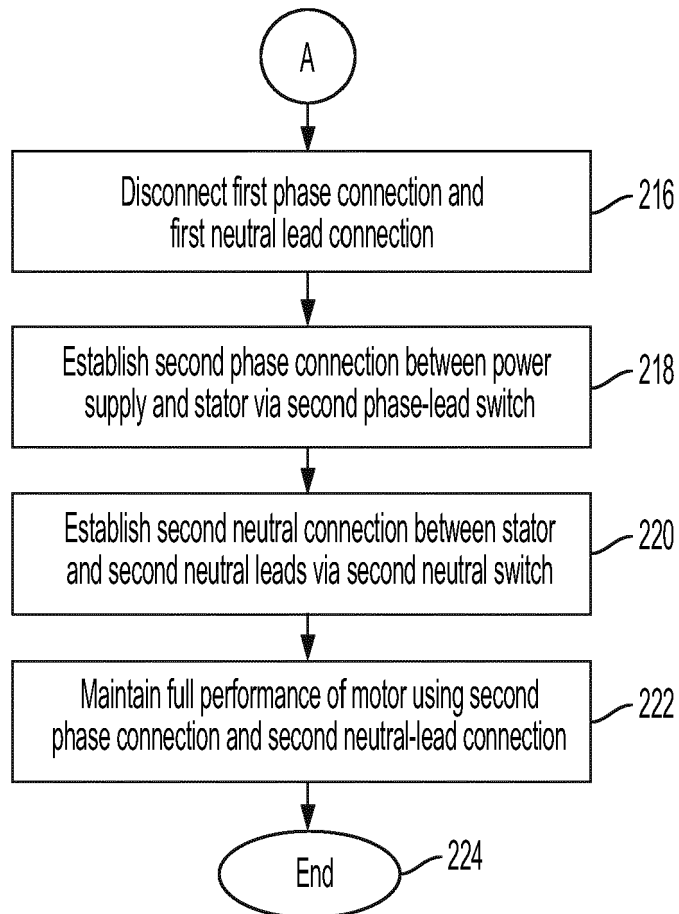 A
Disconnect first phase connection and
first neutral lead connection
216
Establish second phase connection between power
supply and stator via second phase-lead switch
218
Establish second neutral connection between stator
and second neutral leads via second neutral switch
220
Maintain full performance of motor using second
phase connection and second neutral-lead connection
222
End
224